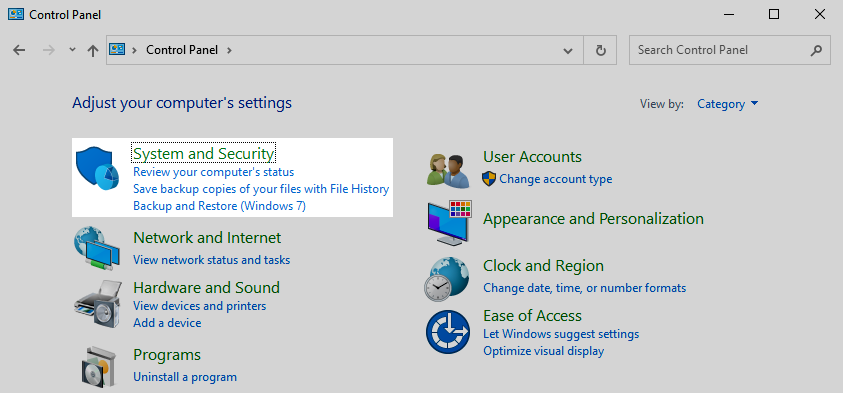 Control Panel
Control Panel
Search Control Panel
Adjust your computer's settings
View by:
Category
System and Security
Review your computer's status
Save backup copies of your files with File History
Backup and Restore (Windows 7)
Network and Internet
View network status and tasks
Hardware and Sound
View devices and printers
Add a device
Programs
Uninstall a program
User Accounts
Change account type
Appearance and Personalization
Clock and Region
Change date, time, or number formats
Ease of Access
Let Windows suggest settings
Optimize visual display